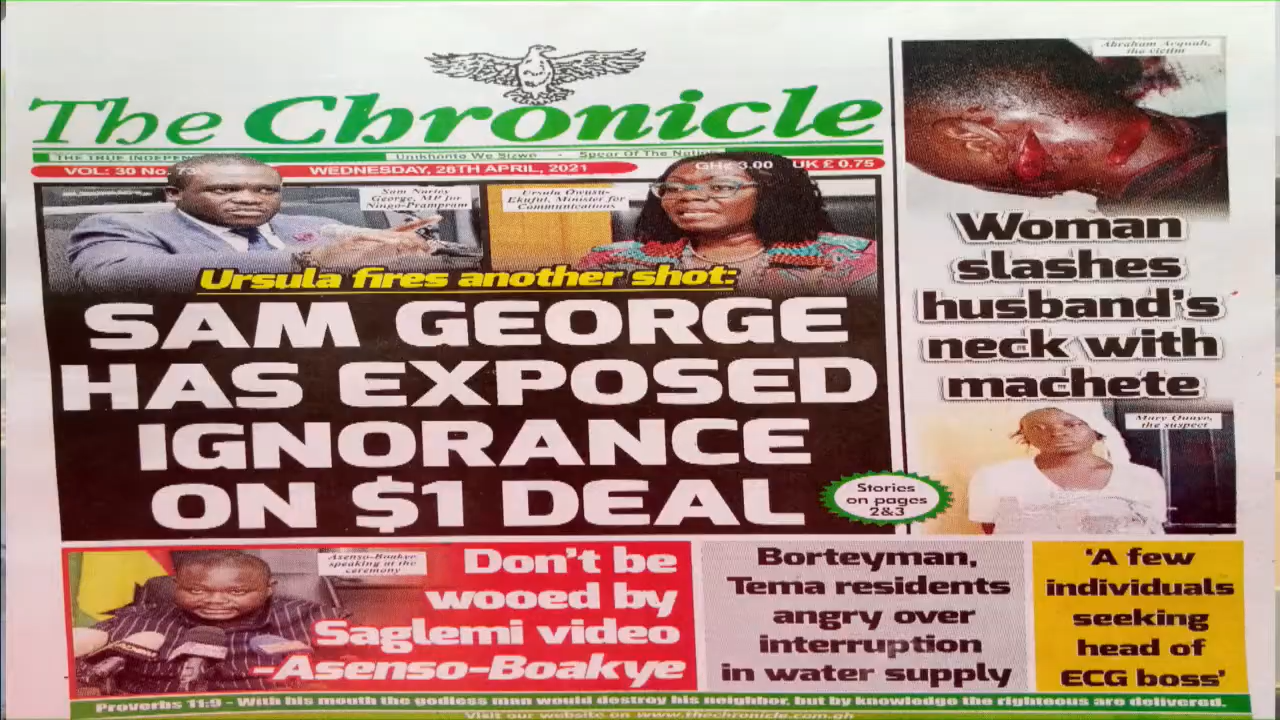 The Chronicle
THE TRUE INDEPEN
Umkhonto We Sizwe - Spear Of The Nation
VOL: 30 No. 73
WEDNESDAY, 28TH APRIL, 2021
GH¢ 3.00
UK £ 0.75
Sam Nartey
George, MP for
Ningo-Prampram
Ursula Owusu-
Ekuful, Minister for
Communications
Ursula fires another shot:
SAM GEORGE
HAS EXPOSED
IGNORANCE
ON $1 DEAL
Stories
on pages
2&3
Abraham Acquah,
the victim
Woman
slashes
husband's
neck with
machete
Mary Quaye,
the suspect
Asenso-Boakye
speaking at the
ceremony
Don't be
wooed by
Saglemi video
-Asenso-Boakye
Borteyman,
Tema residents
angry over
interruption
in water supply
'A few
individuals
seeking
head of
ECG boss'
Proverbs 11:9 - With his mouth the godless man would destroy his neighbor, but by knowledge the righteous are delivered.
Visit our website on www.thechronicle.com.gh